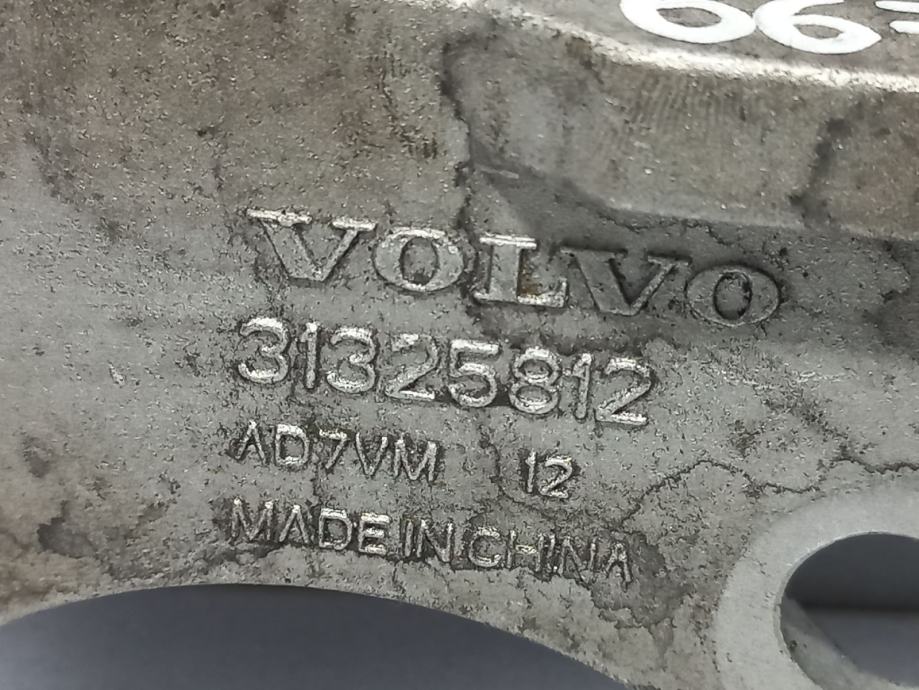 VOLVO
31325812
AD7VM 12
MADE IN CHINA